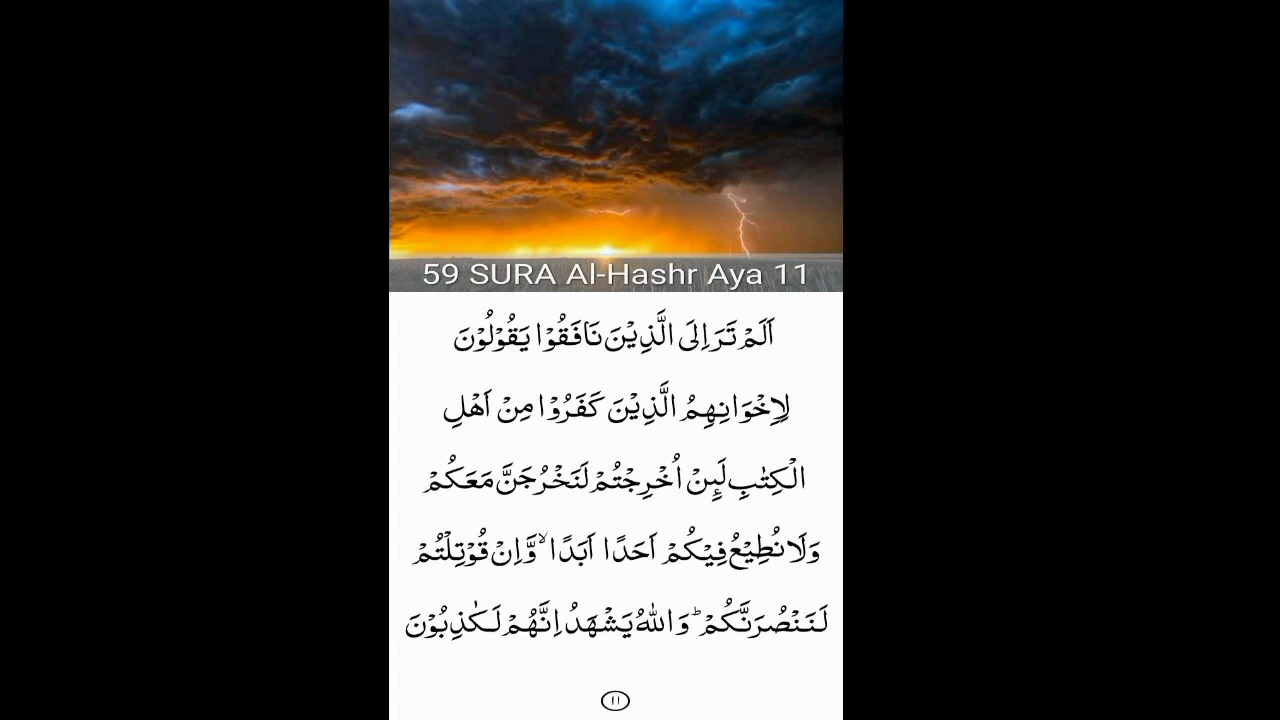 59 SURA Al-Hashr Aya 11
اَلَمْ تَرَ اِلَى الَّذِيْنَ نَافَقُوْا يَقُوْلُوْنَ
لِاِخْوَانِهِمُ الَّذِيْنَ كَفَرُوْا مِنْ اَهْلِ
الْكِتٰبِ لَىِٕنْ اُخْرِجْتُمْ لَنَخْرُجَنَّ مَعَكُمْ
وَلَا نُطِيْعُ فِيْكُمْ اَحَدًا اَبَدًا ۙ وَّاِنْ قُوْتِلْتُمْ
لَنَنْصُرَنَّكُمْ ؕ وَاللّٰهُ يَشْهَدُ اِنَّهُمْ لَكٰذِبُوْنَ
١١